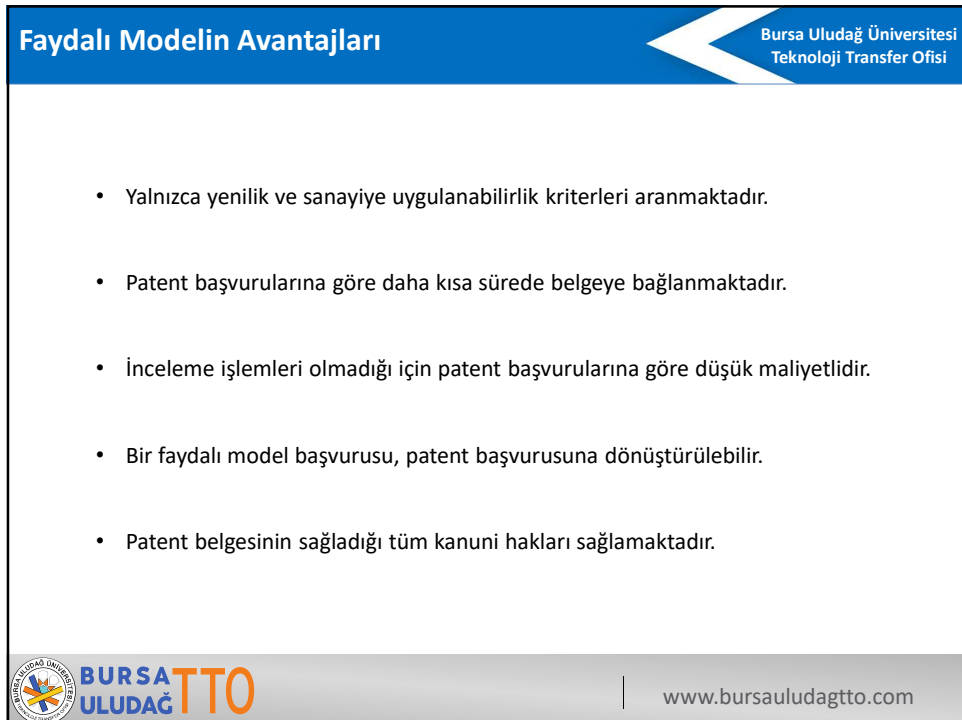 Faydalı Modelin Avantajları
Bursa Uludağ Üniversitesi
Teknoloji Transfer Ofisi
• Yalnızca yenilik ve sanayiye uygulanabilirlik kriterleri aranmaktadır.
• Patent başvurularına göre daha kısa sürede belgeye bağlanmaktadır.
• İnceleme işlemleri olmadığı için patent başvurularına göre düşük maliyetlidir.
• Bir faydalı model başvurusu, patent başvurusuna dönüştürülebilir.
• Patent belgesinin sağladığı tüm kanuni hakları sağlamaktadır.
BURSA
ULUDAĞ
TTO
www.bursauludagtto.com